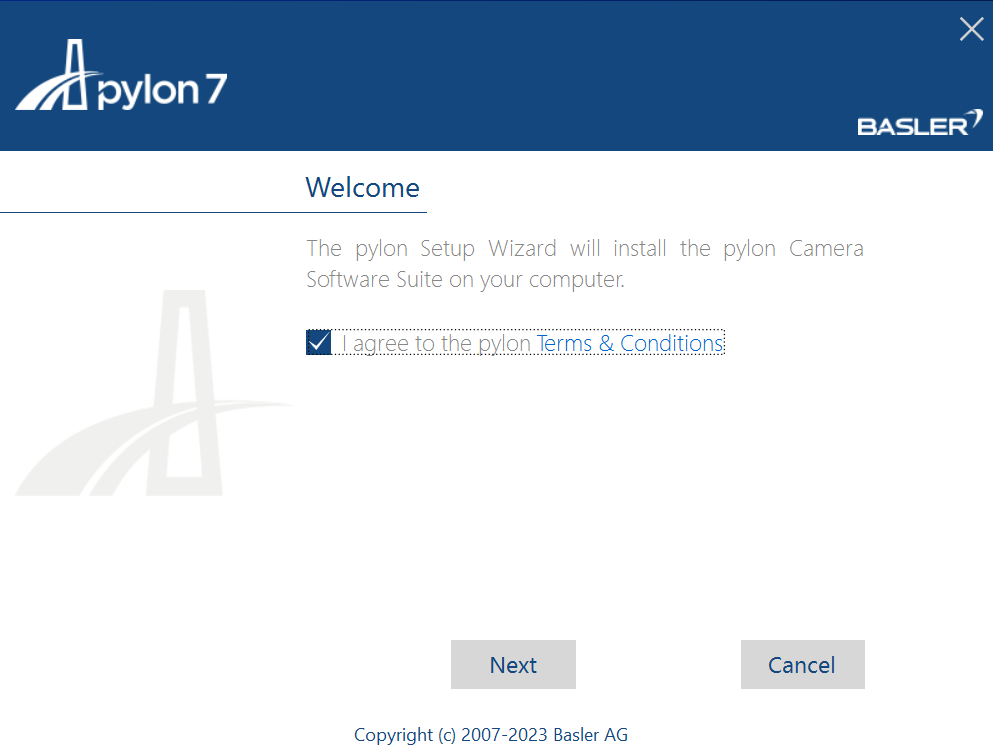 pylon 7
BASLER
Welcome
The pylon Setup Wizard will install the pylon Camera
Software Suite on your computer.
I agree to the pylon Terms & Conditions
Next
Cancel
Copyright (c) 2007-2023 Basler AG